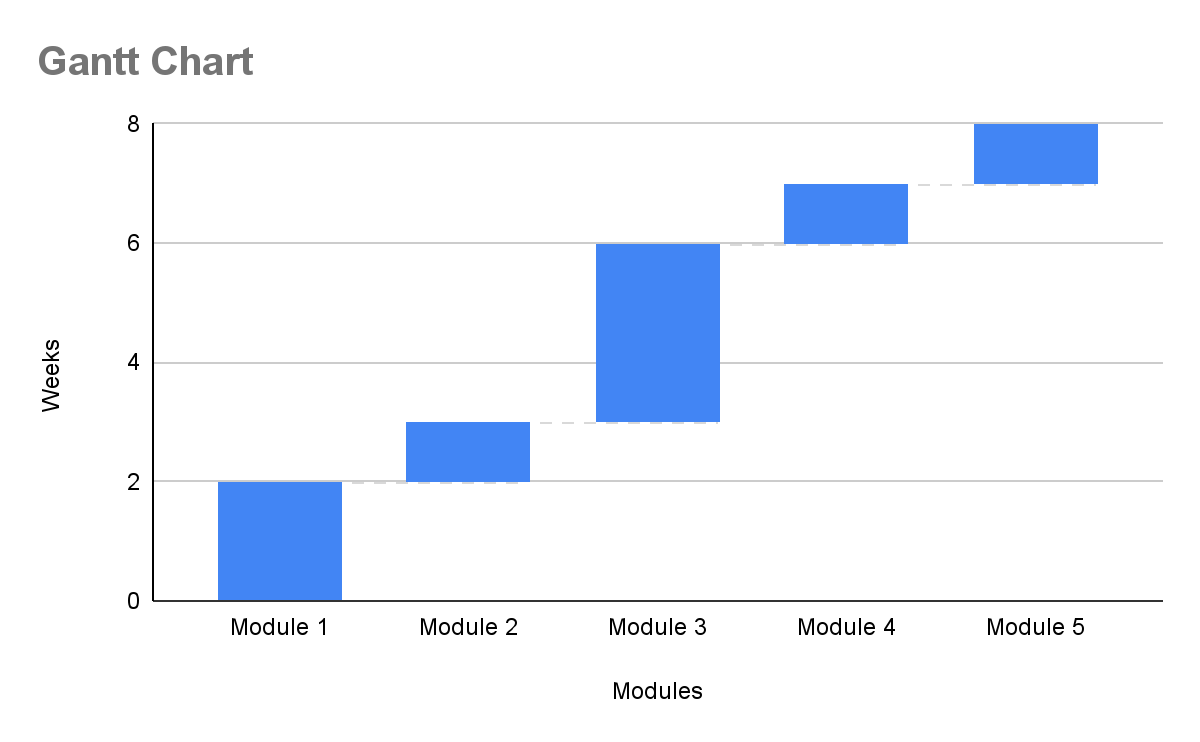 Gantt Chart
8
6
4
2
0
Weeks
Module 1
Module 2
Module 3
Module 4
Module 5
Modules